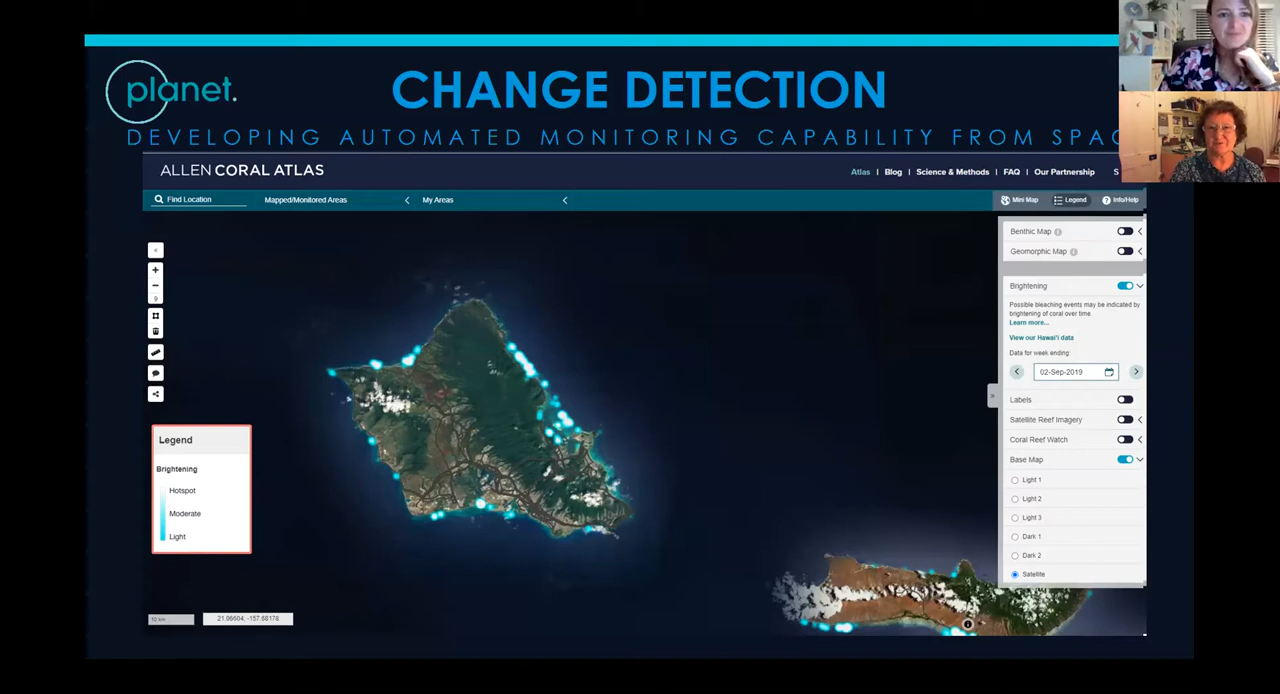 planet.
CHANGE DETECTION
DEVELOPING AUTOMATED MONITORING CAPABILITY FROM SPAC
ALLEN CORAL ATLAS
Atlas | Blog | Science & Methods | FAQ | Our Partnership S
Find Location Mapped/Monitored Areas My Areas Mini Map Legend Info/Help
Benthic Map
Geomorphic Map
9
Brightening
Possible bleaching events may be indicated by
brightening of coral over time.
Learn more...
View our Hawai'i data
Data for week ending:
02-Sep-2019
Labels
Satellite Reef Imagery
Coral Reef Watch
Base Map
Light 1
Light 2
Light 3
Dark 1
Dark 2
Satellite
Legend
Brightening
Hotspot
Moderate
Light
10 km
21.06604, -157.68178